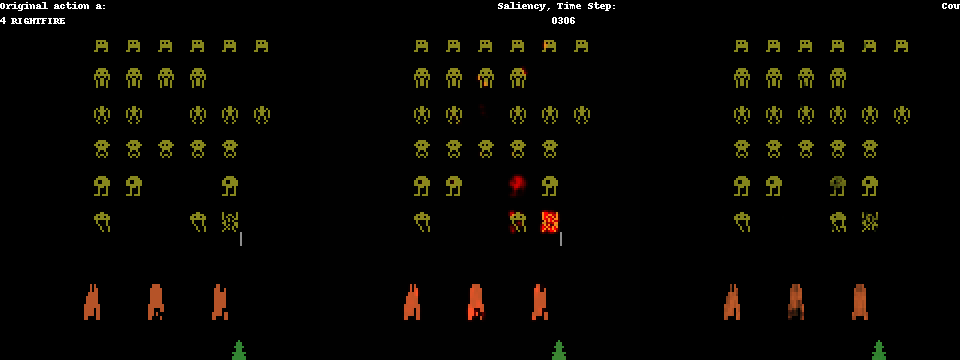 Original action a:
4 RIGHTFIRE
Saliency, Time Step:
0306
Cou